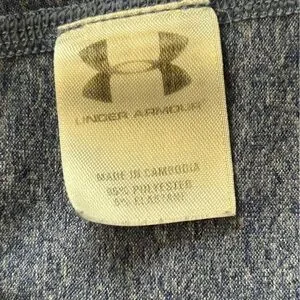 UNDER ARMOUR
MADE IN CAMBODIA
95% POLYESTER
5% ELASTANE